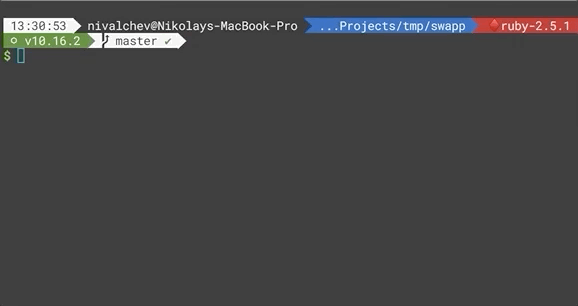 13:30:53 nivalchev@Nikolays-MacBook-Pro ...Projects/tmp/swapp ruby-2.5.1
v10.16.2 master ✔
$